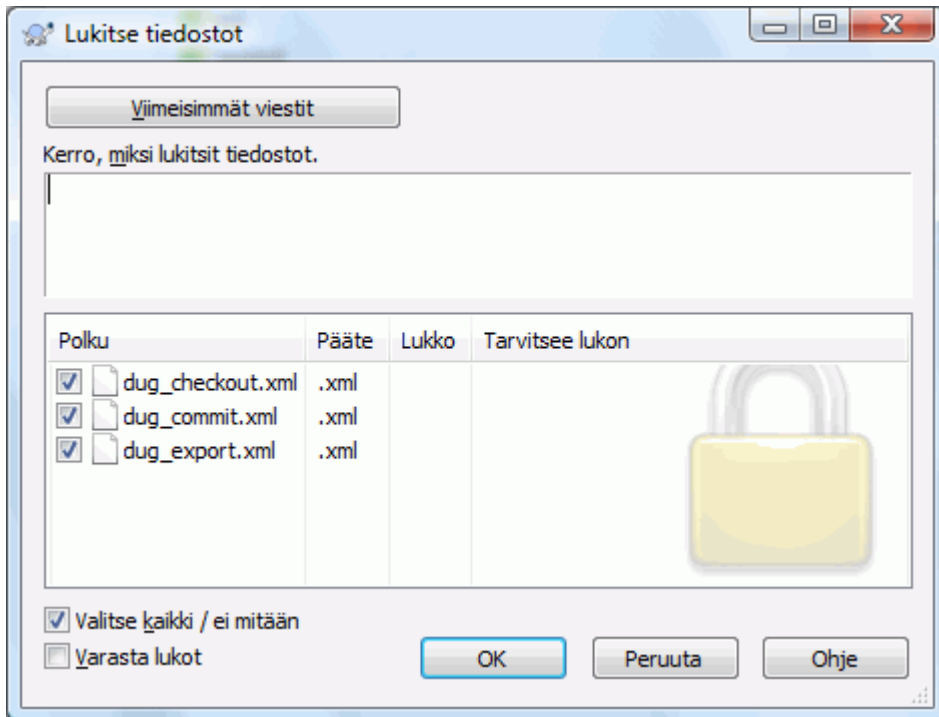 Lukitse tiedostot
Viimeisimmät viestit
Kerro, miksi lukitsit tiedostot.
Polku Pääte Lukko Tarvitsee lukon
dug_checkout.xml .xml
dug_commit.xml .xml
dug_export.xml .xml
Valitse kaikki / ei mitään
Varasta lukot
OK Peruuta Ohje